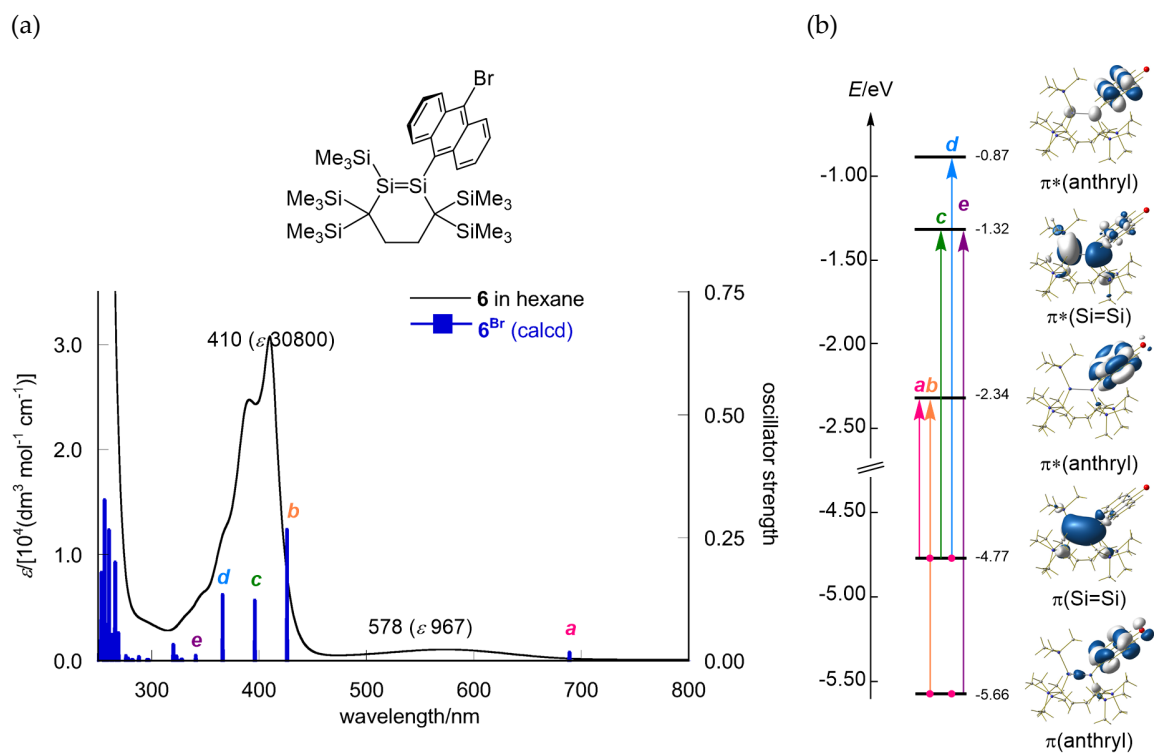 (a)
(b)
Br
Me₃Si
Si=Si
Me₃Si
SiMe₃
Me₃Si
SiMe₃
6 in hexane
6^Br (calcd)
410 (ε 30800)
578 (ε 967)
ε/[10⁴(dm³ mol⁻¹ cm⁻¹)]
3.0
2.0
1.0
0.0
0.75
0.50
0.25
0.00
oscillator strength
e
d
c
b
a
300
400
500
600
700
800
wavelength/nm
E/eV
-1.00
-1.50
-2.00
-2.50
-4.50
-5.00
-5.50
a
b
c
d
e
-0.87
-1.32
-2.34
-4.77
-5.66
π*(anthryl)
π*(Si=Si)
π*(anthryl)
π(Si=Si)
π(anthryl)